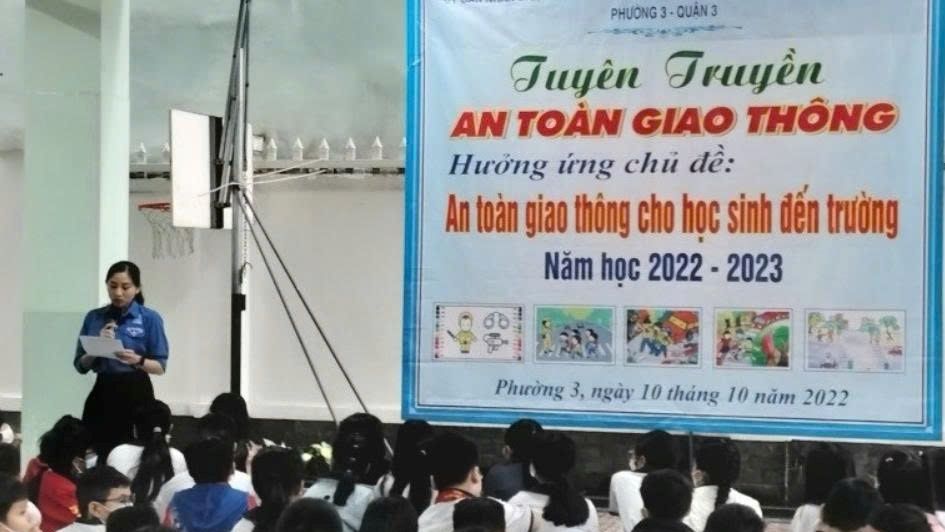 PHƯỜNG 3 - QUẬN 3
Tuyên Truyền
AN TOÀN GIAO THÔNG
Hưởng ứng chủ đề:
An toàn giao thông cho học sinh đến trường
Năm học 2022 - 2023
Phường 3, ngày 10 tháng 10 năm 2022